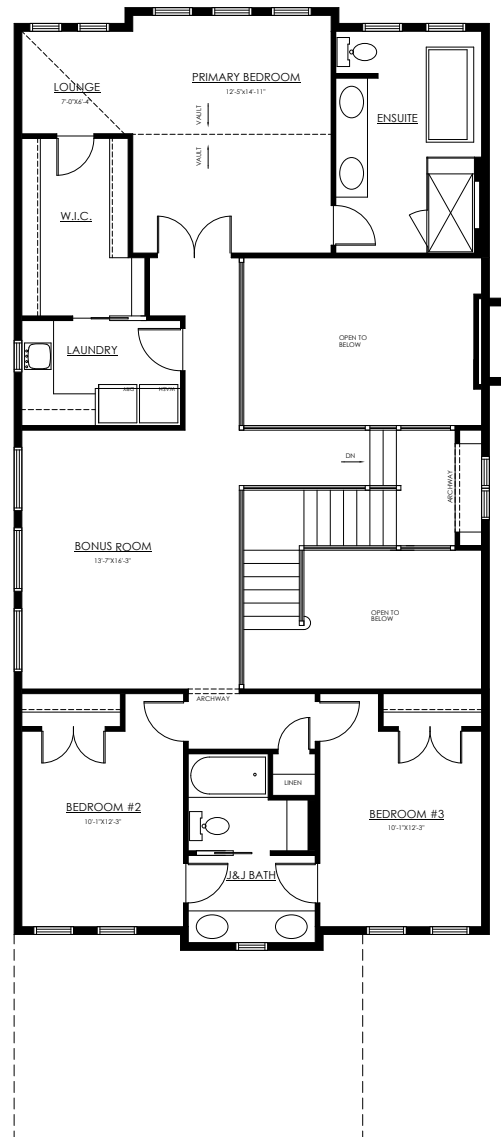 PRIMARY BEDROOM
12'-5"x14'-11"
LOUNGE
7'-0"X6'-4"
VAULT
VAULT
ENSUITE
W.I.C.
LAUNDRY
DRY
WASH
OPEN TO
BELOW
DN
ARCHWAY
BONUS ROOM
13'-7"X16'-3"
OPEN TO
BELOW
ARCHWAY
LINEN
BEDROOM #2
10'-1"X12'-3"
BEDROOM #3
10'-1"X12'-3"
J&J BATH